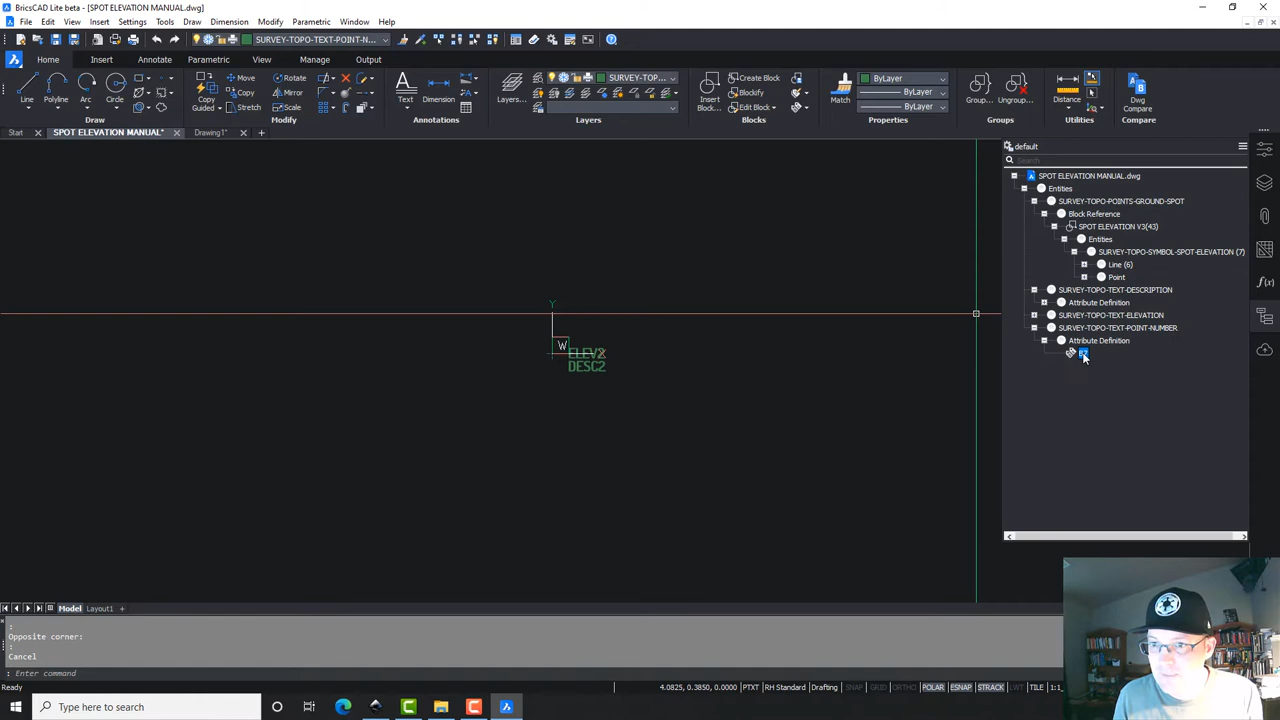 BricsCAD Lite beta - [SPOT ELEVATION MANUAL.dwg]
File Edit View Insert Settings Tools Draw Dimension Modify Parametric Window Help
SURVEY-TOPO-TEXT-POINT-N...
Home Insert Annotate Parametric View Manage Output
Line Polyline Arc Circle
Draw
Copy Guided Move Copy Stretch Rotate Mirror Scale
Modify
Text Dimension
Annotations
Layers... SURVEY-TOP...
Layers
Insert Block... Create Block Blockify Edit Block
Blocks
Match ByLayer ByLayer ByLayer
Properties
Group... Ungroup...
Groups
Distance
Utilities
Dwg Compare
Compare
Start SPOT ELEVATION MANUAL* Drawing1*
default
Search
SPOT ELEVATION MANUAL.dwg
Entities
SURVEY-TOPO-POINTS-GROUND-SPOT
Block Reference
SPOT ELEVATION V3(43)
Entities
SURVEY-TOPO-SYMBOL-SPOT-ELEVATION (7)
Line (6)
Point
SURVEY-TOPO-TEXT-DESCRIPTION
Attribute Definition
SURVEY-TOPO-TEXT-ELEVATION
SURVEY-TOPO-TEXT-POINT-NUMBER
Attribute Definition
Y
W
X
ELEV2
DESC2
Model Layout1
:
Opposite corner:
:
Cancel
: Enter command
Ready
4.0825, 0.3850, 0.0000 PTXT RH Standard Drafting SNAP GRID ORTHO POLAR ESNAP STRACK LWT TILE 1:1
Type here to search